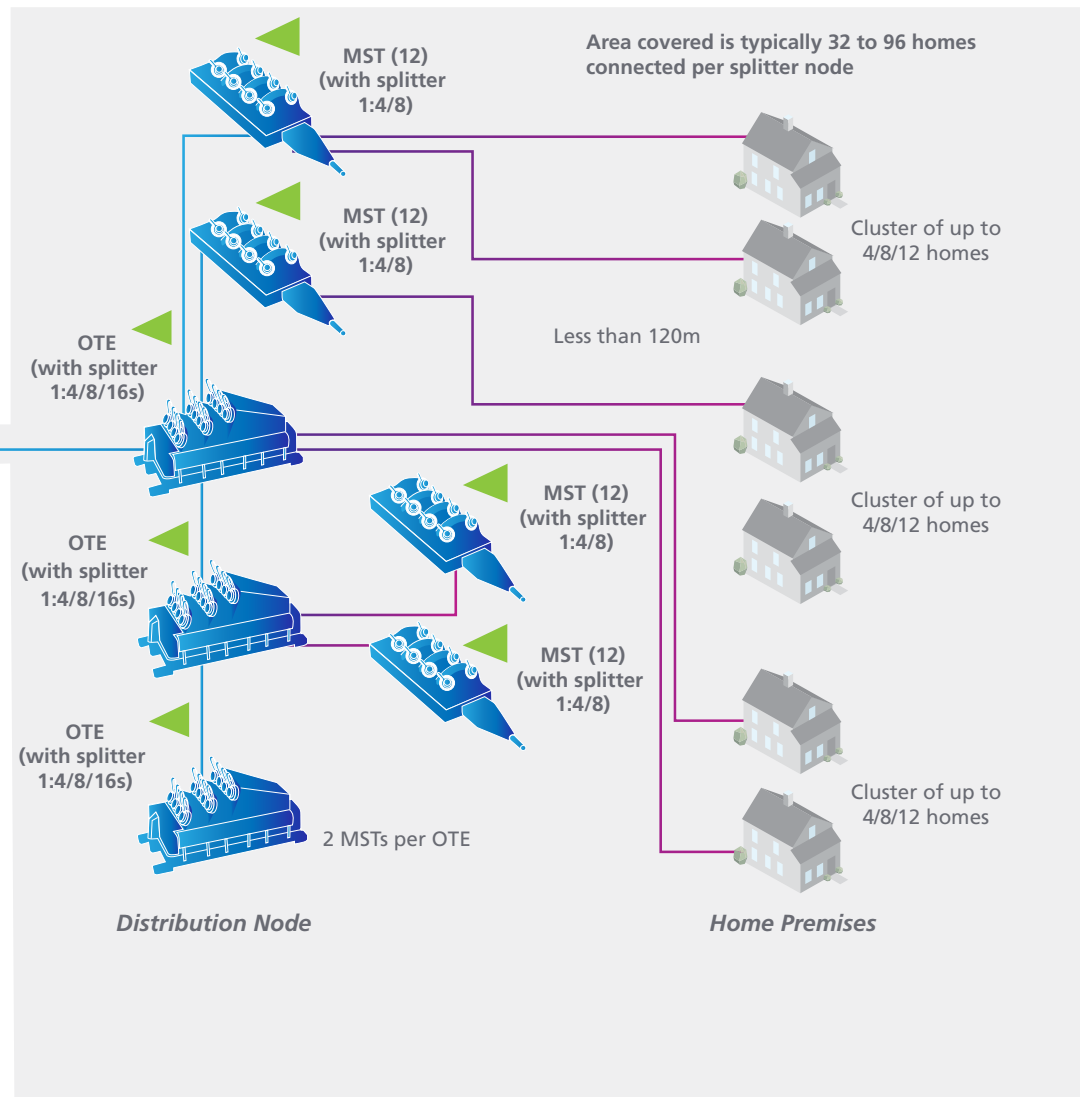 Area covered is typically 32 to 96 homes
connected per splitter node
MST (12)
(with splitter
1:4/8)
MST (12)
(with splitter
1:4/8)
Cluster of up to
4/8/12 homes
Less than 120m
OTE
(with splitter
1:4/8/16s)
MST (12)
(with splitter
1:4/8)
Cluster of up to
4/8/12 homes
OTE
(with splitter
1:4/8/16s)
MST (12)
(with splitter
1:4/8)
OTE
(with splitter
1:4/8/16s)
Cluster of up to
4/8/12 homes
2 MSTs per OTE
Distribution Node
Home Premises